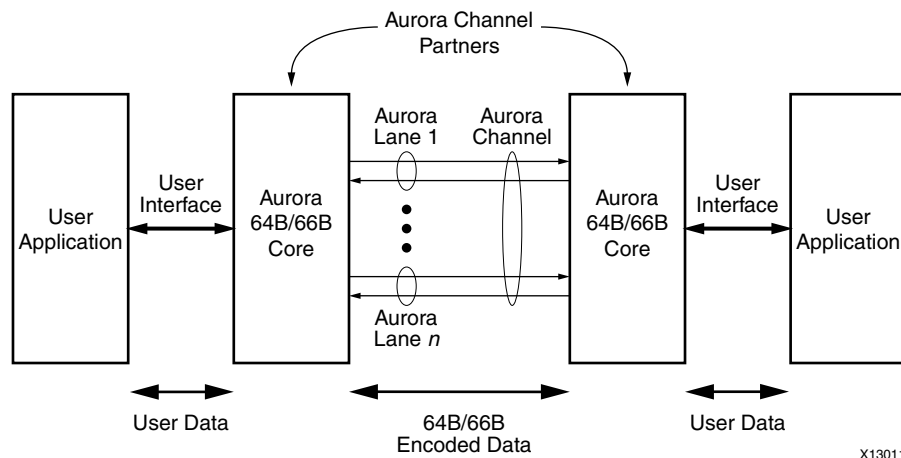 Aurora Channel
Partners
Aurora
Lane 1
Aurora
Channel
User
Application
User
Interface
Aurora
64B/66B
Core
Aurora
64B/66B
Core
User
Interface
User
Application
Aurora
Lane n
User Data
64B/66B
Encoded Data
User Data